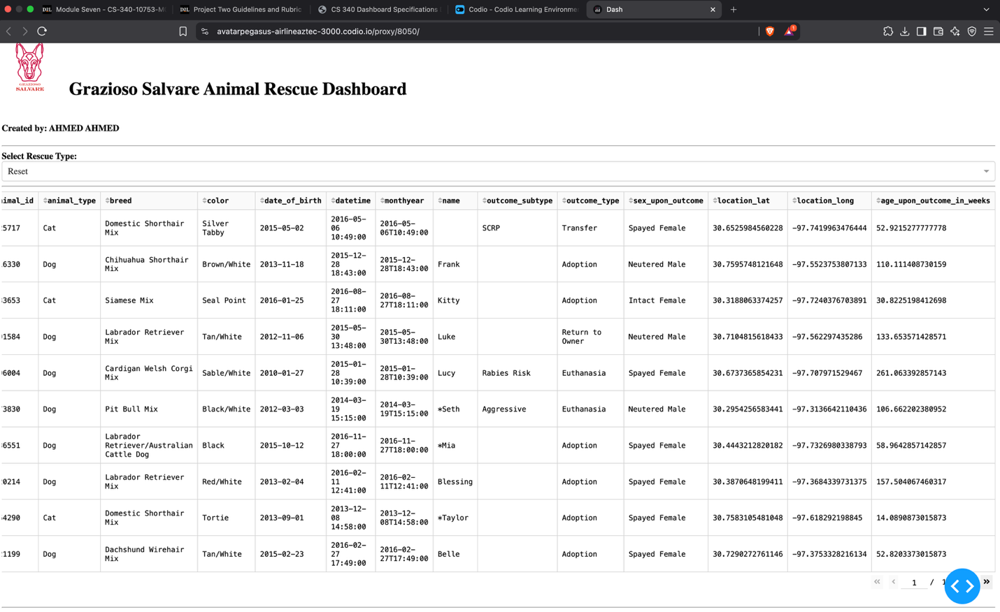 Module Seven - CS-340-10753-M
Project Two Guidelines and Rubric
CS 340 Dashboard Specifications
Codio - Codio Learning Environme
Dash
avatarpegasus-airlineaztec-3000.codio.io/proxy/8050/
1
GRAZIOSO
SALVARE
Grazioso Salvare Animal Rescue Dashboard
Created by: AHMED AHMED
Select Rescue Type:
Reset
imal_id animal_type breed color date_of_birth datetime monthyear name outcome_subtype outcome_type sex_upon_outcome location_lat location_long age_upon_outcome_in_weeks
5717 Cat Domestic Shorthair Mix Silver Tabby 2015-05-02 2016-05-06 10:49:00 2016-05-06T10:49:00 SCRP Transfer Spayed Female 30.6525984560228 -97.7419963476444 52.9215277777778
6330 Dog Chihuahua Shorthair Mix Brown/White 2013-11-18 2015-12-28 18:43:00 2015-12-28T18:43:00 Frank Adoption Neutered Male 30.7595748121648 -97.5523753807133 110.111408730159
3653 Cat Siamese Mix Seal Point 2016-01-25 2016-08-27 18:11:00 2016-08-27T18:11:00 Kitty Adoption Intact Female 30.3188063374257 -97.7240376703891 30.8225198412698
1584 Dog Labrador Retriever Mix Tan/White 2012-11-06 2015-05-30 13:48:00 2015-05-30T13:48:00 Luke Return to Owner Neutered Male 30.7104815618433 -97.562297435286 133.653571428571
6004 Dog Cardigan Welsh Corgi Mix Sable/White 2010-01-27 2015-01-28 10:39:00 2015-01-28T10:39:00 Lucy Rabies Risk Euthanasia Spayed Female 30.6737365854231 -97.707971529467 261.063392857143
3830 Dog Pit Bull Mix Black/White 2012-03-03 2014-03-19 15:15:00 2014-03-19T15:15:00 *Seth Aggressive Euthanasia Neutered Male 30.2954256583441 -97.3136642110436 106.662202380952
6551 Dog Labrador Retriever/Australian Cattle Dog Black 2015-10-12 2016-11-27 18:00:00 2016-11-27T18:00:00 *Mia Adoption Spayed Female 30.4443212820182 -97.7326980338793 58.9642857142857
0214 Dog Labrador Retriever Mix Red/White 2013-02-04 2016-02-11 12:41:00 2016-02-11T12:41:00 Blessing Adoption Spayed Female 30.3870648199411 -97.3684339731375 157.504067460317
4290 Cat Domestic Shorthair Mix Tortie 2013-09-01 2013-12-08 14:58:00 2013-12-08T14:58:00 *Taylor Adoption Spayed Female 30.7583105481048 -97.618292198845 14.0890873015873
1199 Dog Dachshund Wirehair Mix Tan/White 2015-02-23 2016-02-27 17:49:00 2016-02-27T17:49:00 Belle Adoption Spayed Female 30.7290272761146 -97.3753328216134 52.8203373015873
1 / 1